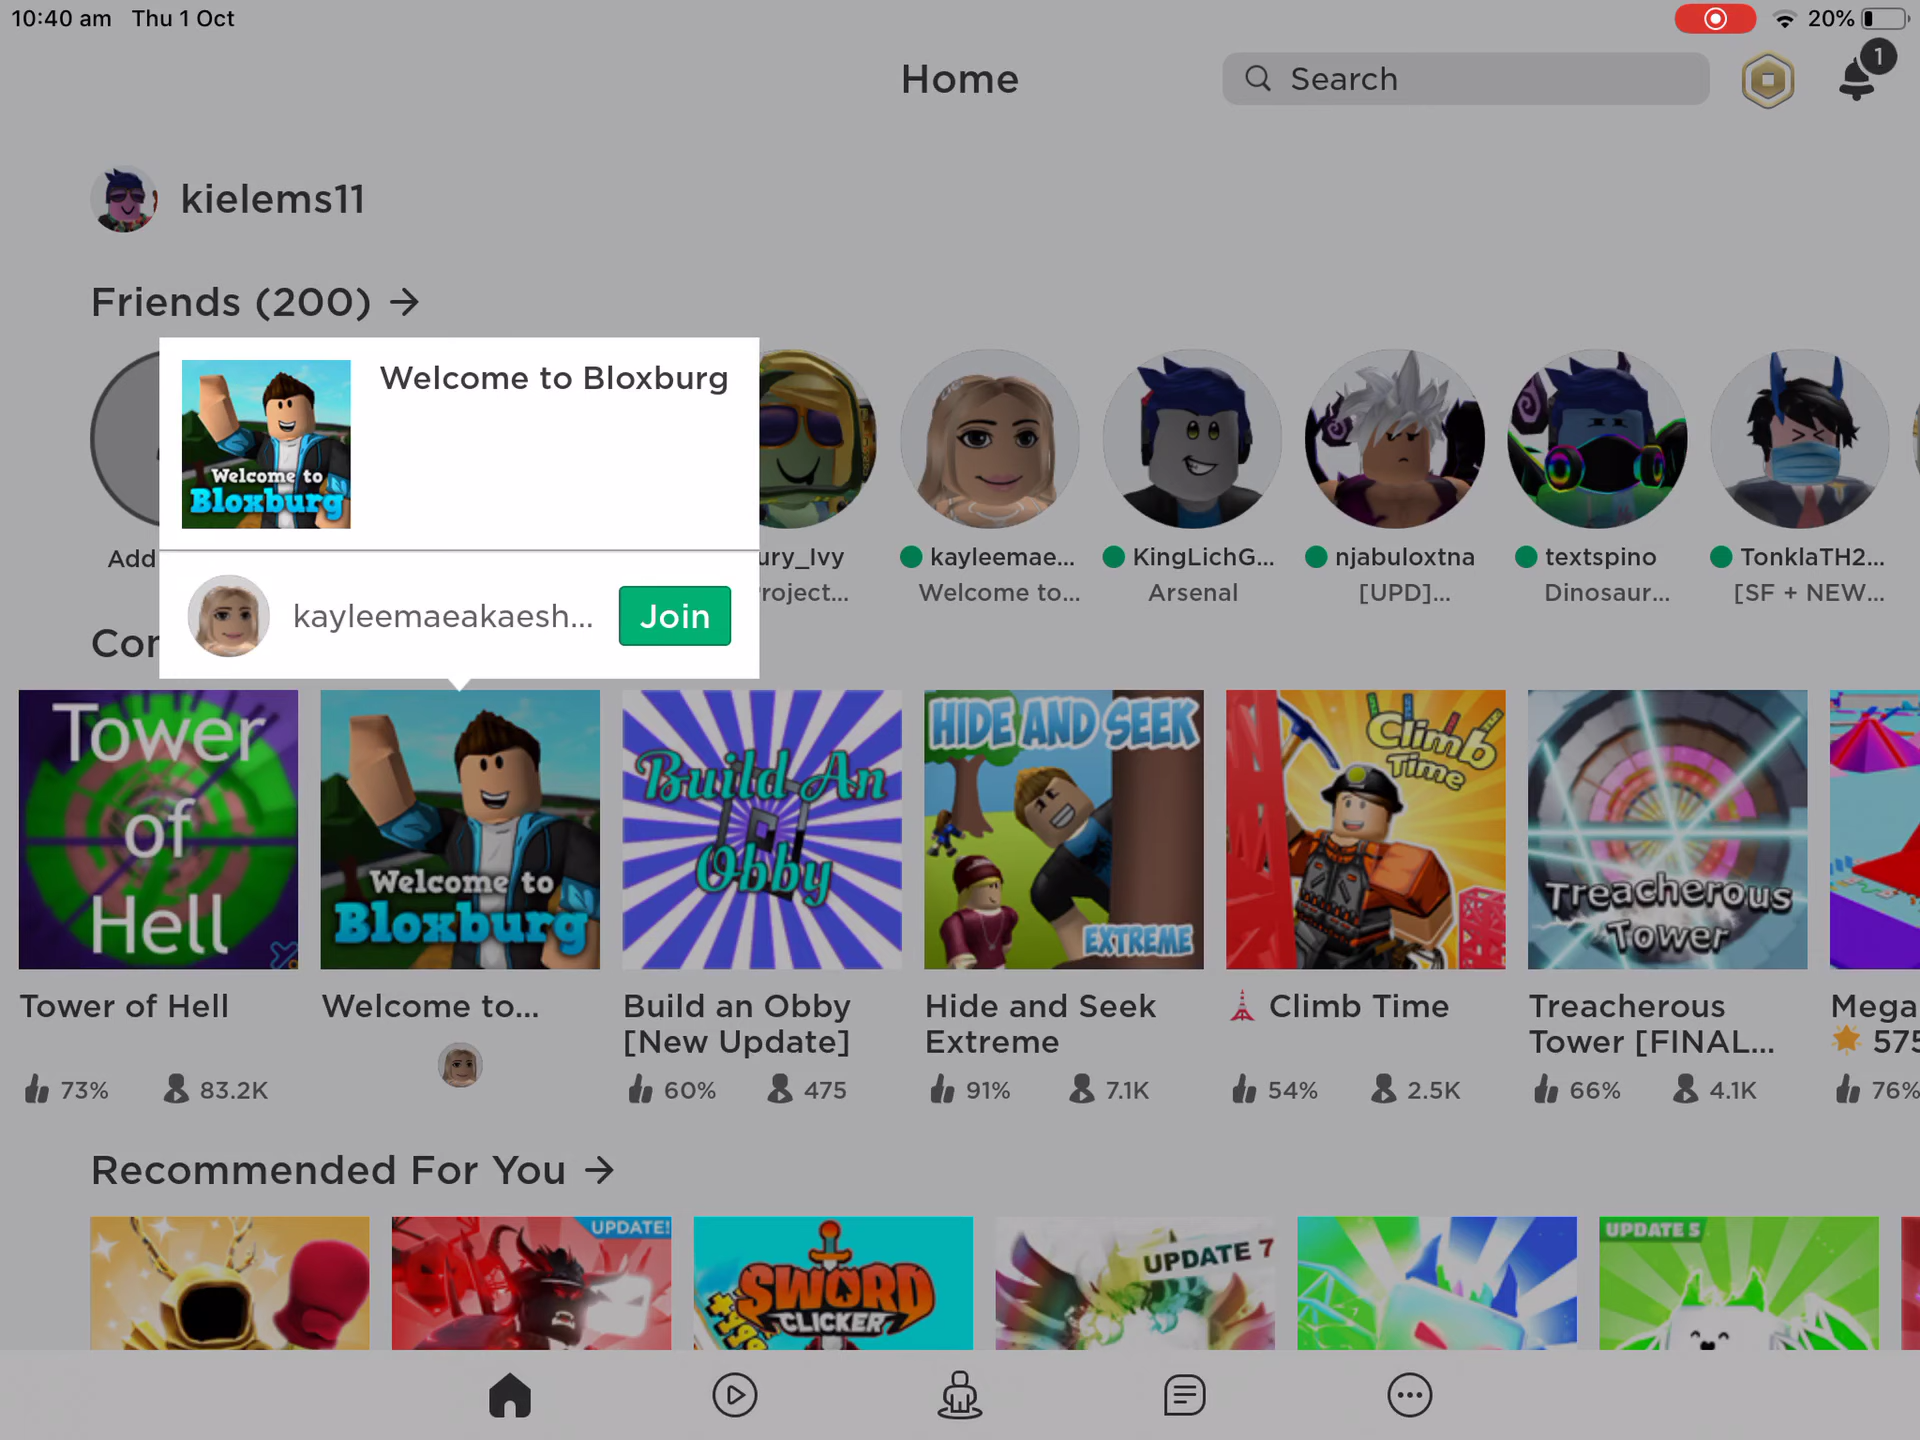 10:40 am Thu 1 Oct
20%
Home
Search
1
kielems11
Friends (200) →
Welcome to Bloxburg
Welcome to
Bloxburg
kayleemaeakaesh...
Join
Add
ury_Ivy
roject...
kayleemae...
Welcome to...
KingLichG...
Arsenal
njabuloxtna
[UPD]...
textspino
Dinosaur...
TonklaTH2...
[SF + NEW...
Con
Tower
of
Hell
Welcome to
Bloxburg
Build An
Obby
HIDE AND SEEK
EXTREME
Climb
Time
Treacherous
Tower
Tower of Hell
73% 83.2K
Welcome to...
Build an Obby
[New Update]
60% 475
Hide and Seek
Extreme
91% 7.1K
Climb Time
54% 2.5K
Treacherous
Tower [FINAL...
66% 4.1K
Mega
575
76%
Recommended For You →
UPDATE!
SWORD
CLICKER
UPDATE 7
UPDATE 5